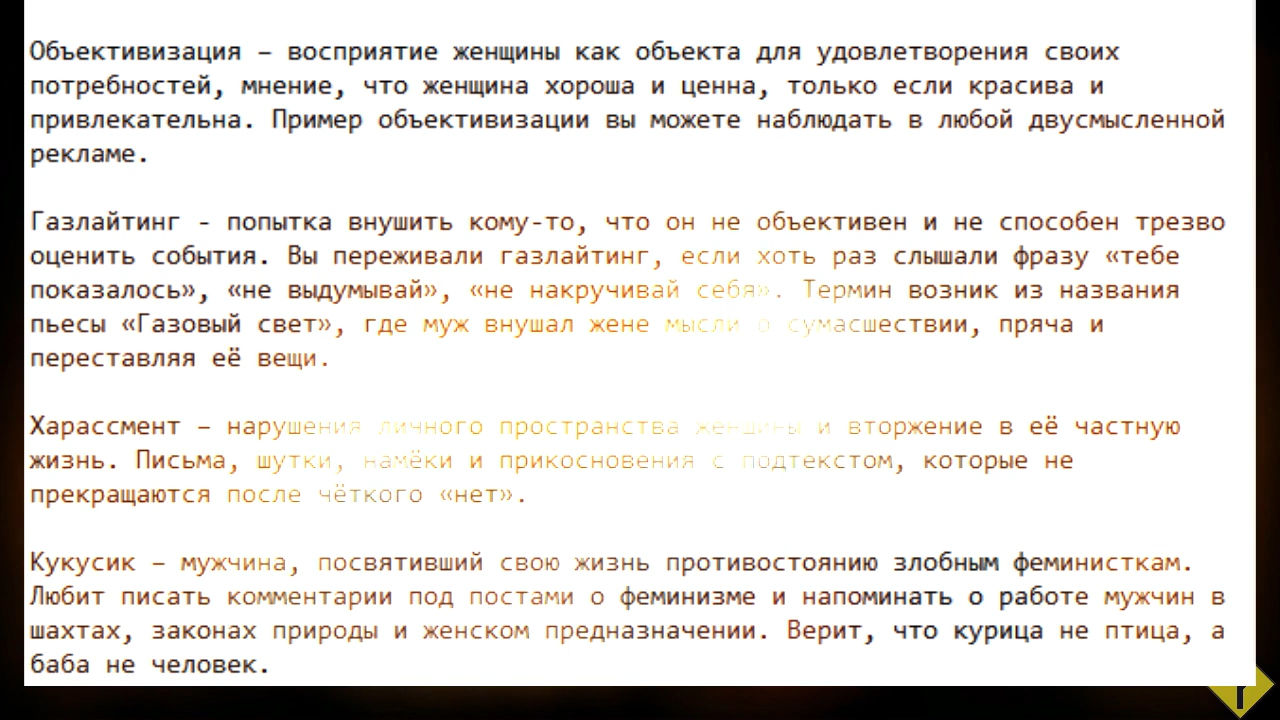 Объективизация – восприятие женщины как объекта для удовлетворения своих
потребностей, мнение, что женщина хороша и ценна, только если красива и
привлекательна. Пример объективизации вы можете наблюдать в любой двусмысленной
рекламе.
Газлайтинг - попытка внушить кому-то, что он не объективен и не способен трезво
оценить события. Вы переживали газлайтинг, если хоть раз слышали фразу «тебе
показалось», «не выдумывай», «не накручивай себя». Термин возник из названия
пьесы «Газовый свет», где муж внушал жене мысли о сумасшествии, пряча и
переставляя её вещи.
Харассмент – нарушения личного пространства женщины и вторжение в её частную
жизнь. Письма, шутки, намёки и прикосновения с подтекстом, которые не
прекращаются после чёткого «нет».
Кукусик – мужчина, посвятивший свою жизнь противостоянию злобным феминисткам.
Любит писать комментарии под постами о феминизме и напоминать о работе мужчин в
шахтах, законах природы и женском предназначении. Верит, что курица не птица, а
баба не человек.